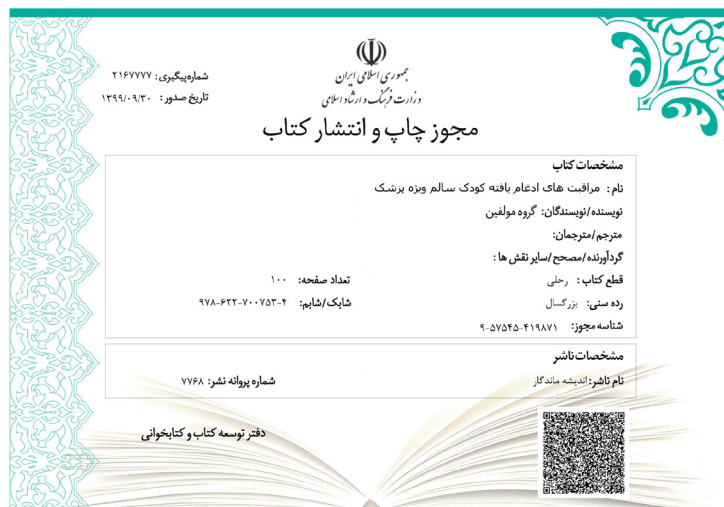 جمهوری اسلامی ایران
وزارت فرهنگ و ارشاد اسلامی
شماره‌پیگیری: ۲۱۶۷۷۷۷
تاریخ صدور: ۱۳۹۹/۰۹/۳۰
مجوز چاپ و انتشار کتاب
مشخصات کتاب
نام: مراقبت های ادغام یافته کودک سالم ویژه پزشک
نویسنده/نویسندگان: گروه مولفین
مترجم/مترجمان:
گردآورنده/مصحح/سایر نقش ها:
قطع کتاب: رحلی تعداد صفحه: ۱۰۰
رده سنی: بزرگسال شابک/شاپم: ۹۷۸-۶۲۲-۷۰۰۷۵۳-۴
شناسه مجوز: ۹-۵۷۵۴۵-۴۱۹۸۷۱
مشخصات ناشر
نام ناشر: اندیشه ماندگار شماره پروانه نشر: ۷۷۶۸
دفتر توسعه کتاب و کتابخوانی